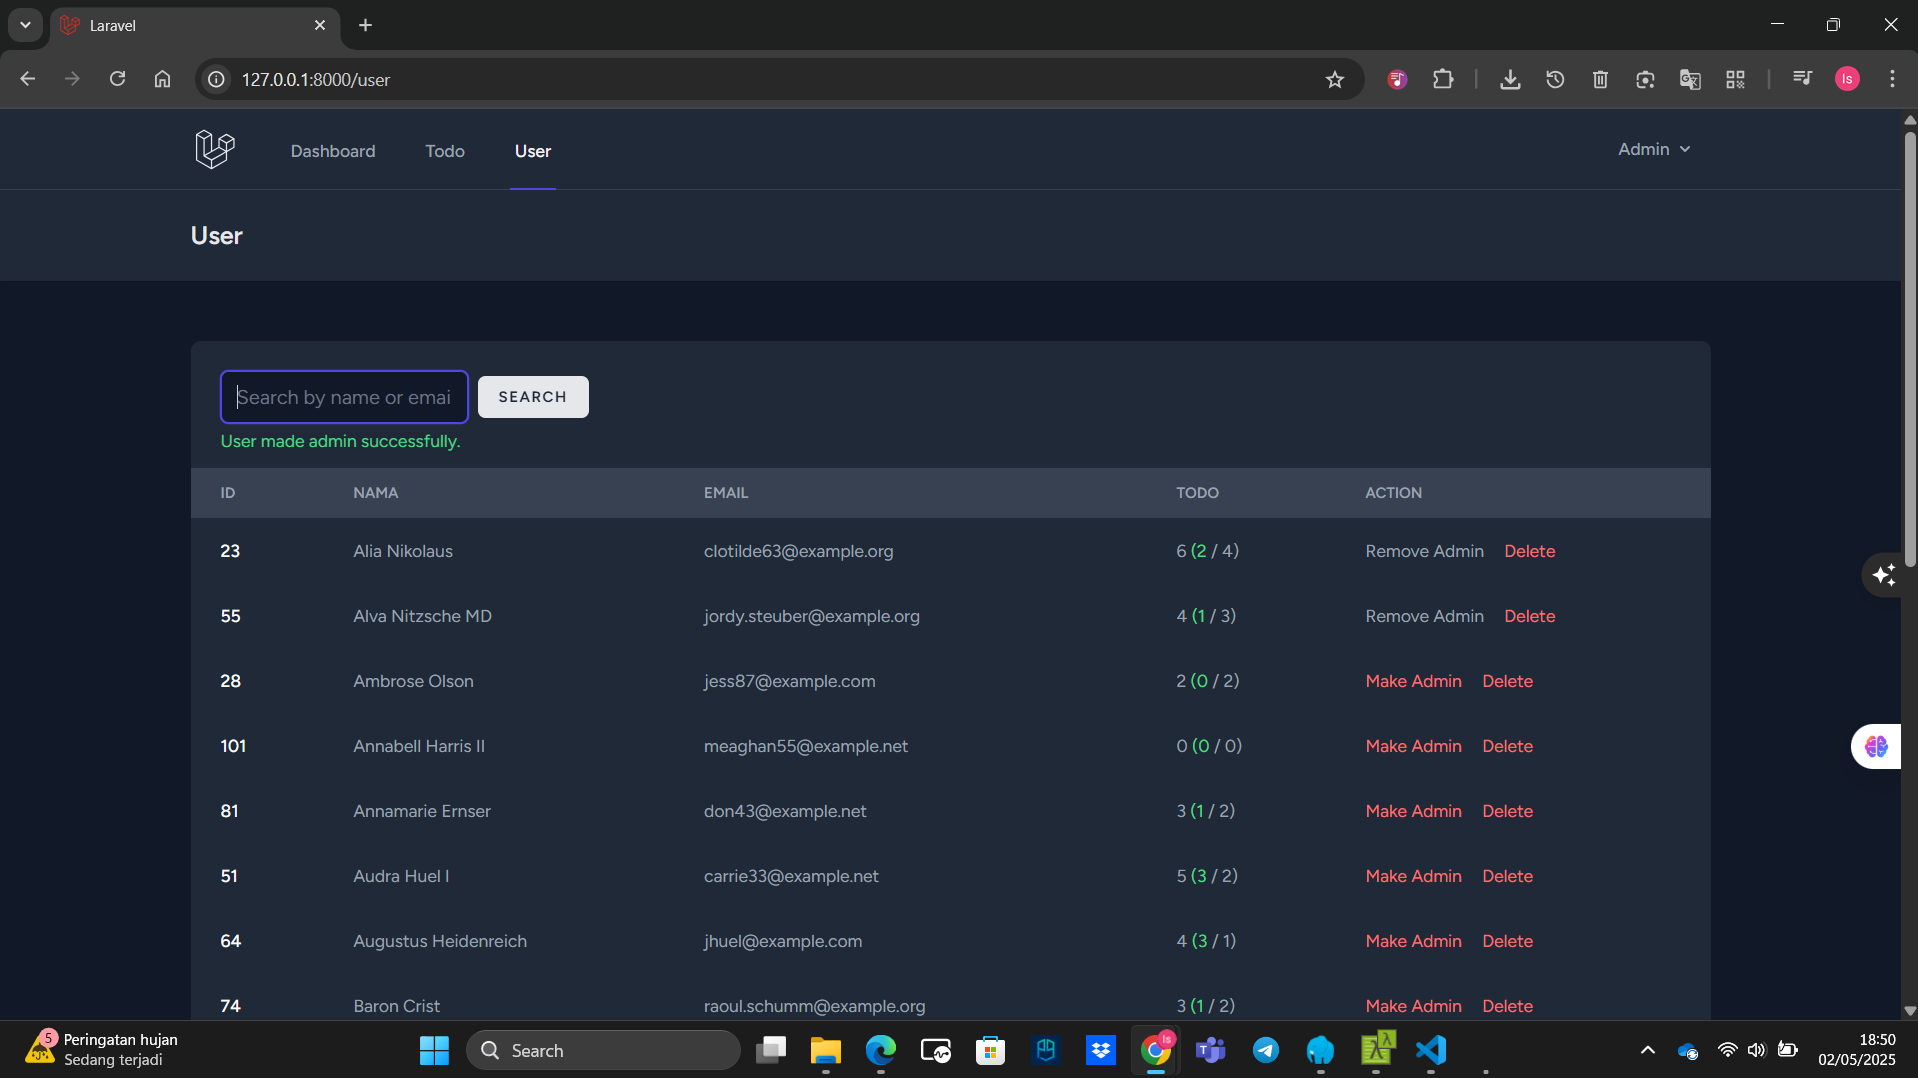 Laravel
127.0.0.1:8000/user
Is
Dashboard
Todo
User
Admin
User
Search by name or emai
SEARCH
User made admin successfully.
ID NAMA EMAIL TODO ACTION
23 Alia Nikolaus clotilde63@example.org 6 (2 / 4) Remove Admin Delete
55 Alva Nitzsche MD jordy.steuber@example.org 4 (1 / 3) Remove Admin Delete
28 Ambrose Olson jess87@example.com 2 (0 / 2) Make Admin Delete
101 Annabell Harris II meaghan55@example.net 0 (0 / 0) Make Admin Delete
81 Annamarie Ernser don43@example.net 3 (1 / 2) Make Admin Delete
51 Audra Huel I carrie33@example.net 5 (3 / 2) Make Admin Delete
64 Augustus Heidenreich jhuel@example.com 4 (3 / 1) Make Admin Delete
74 Baron Crist raoul.schumm@example.org 3 (1 / 2) Make Admin Delete
5
Peringatan hujan
Sedang terjadi
Search
Is
18:50
02/05/2025